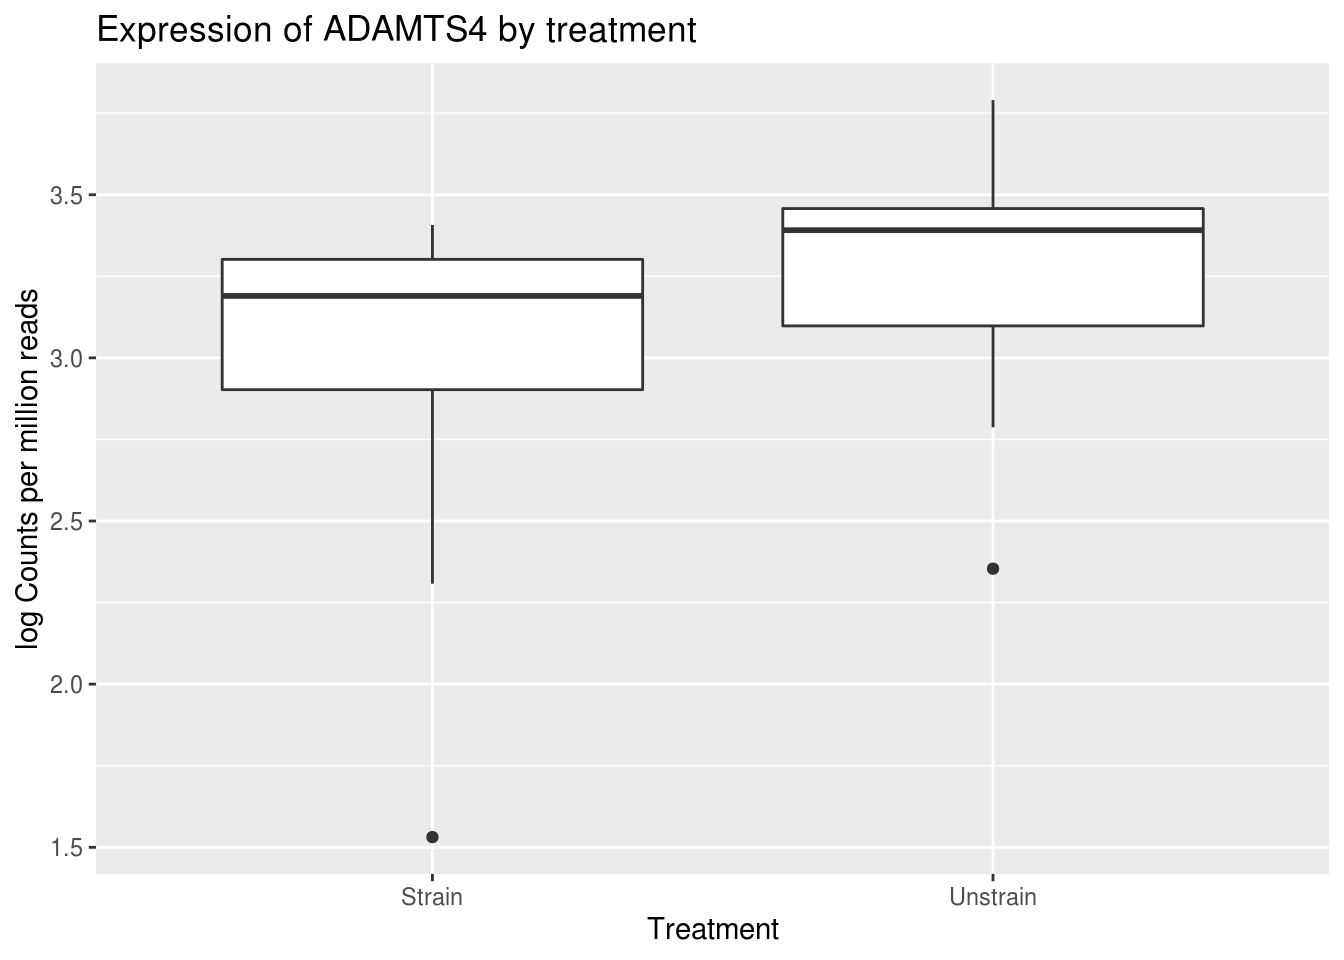 Expression of ADAMTS4 by treatment
log Counts per million reads
3.5
3.0
2.5
2.0
1.5
Strain
Unstrain
Treatment